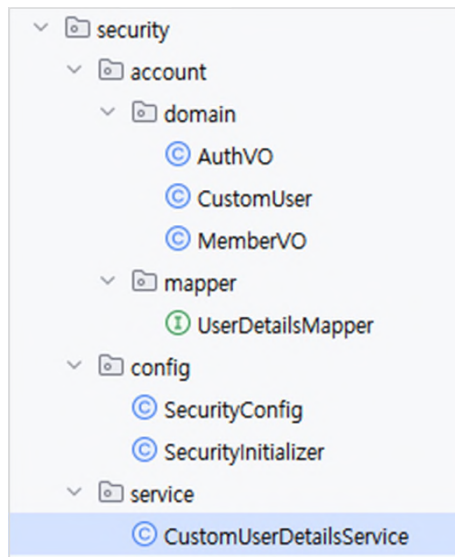 security
account
domain
C AuthVO
C CustomUser
C MemberVO
mapper
I UserDetailsMapper
config
C SecurityConfig
C SecurityInitializer
service
C CustomUserDetailsService